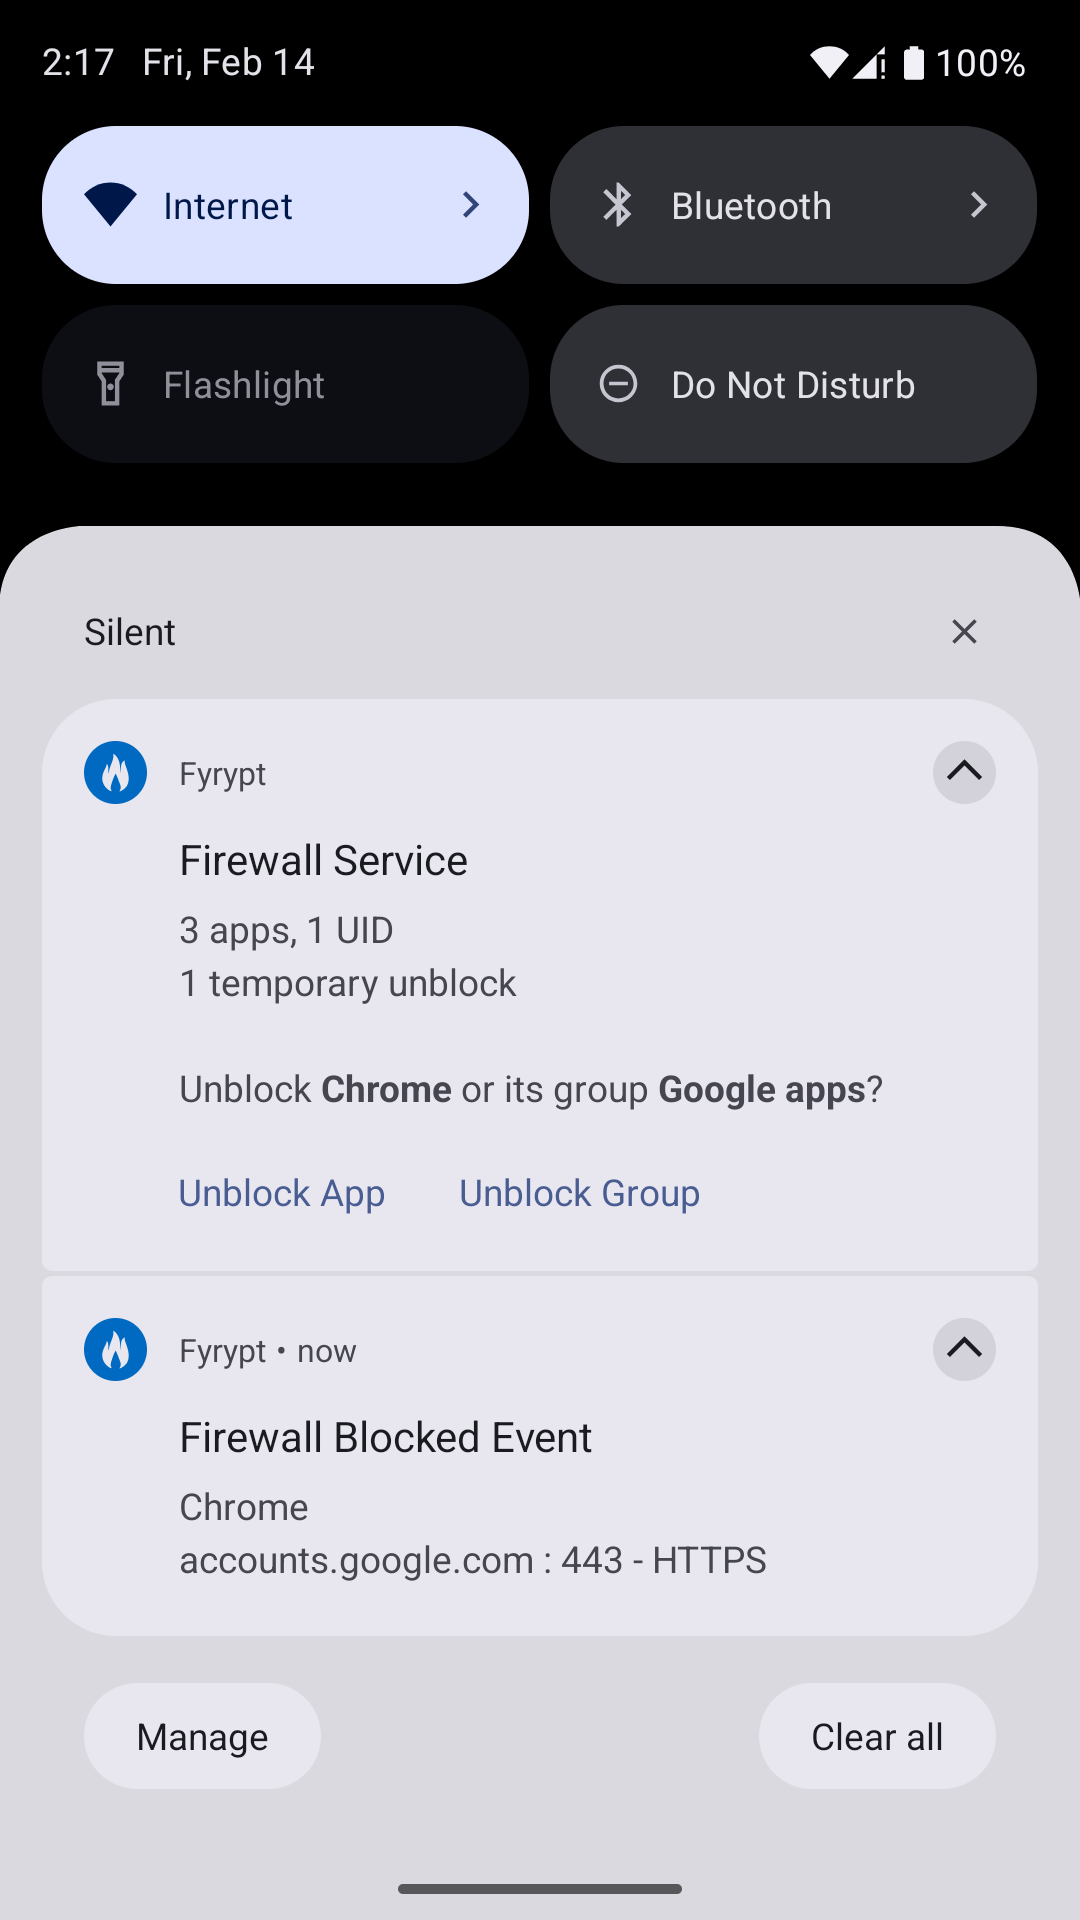 2:17 Fri, Feb 14 100%
Internet Bluetooth
Flashlight Do Not Disturb
Silent
Fyrypt
Firewall Service
3 apps, 1 UID
1 temporary unblock
Unblock Chrome or its group Google apps?
Unblock App Unblock Group
Fyrypt • now
Firewall Blocked Event
Chrome
accounts.google.com : 443 - HTTPS
Manage Clear all